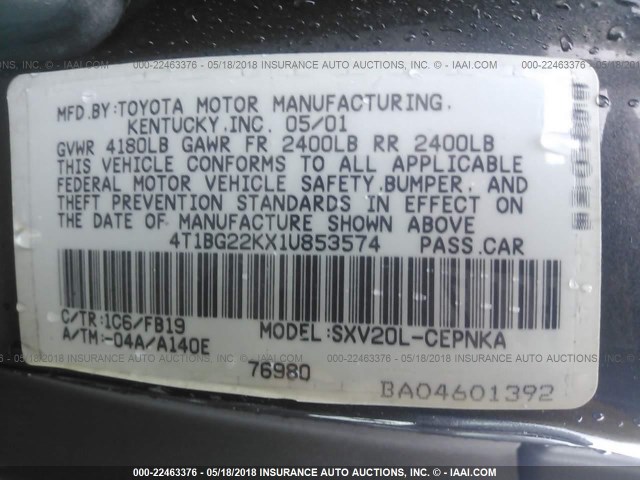 000-22463376 - 05/18/2018 INSURANCE AUTO AUCTIONS, INC. - © - IAAI.COM
MFD.BY:TOYOTA MOTOR MANUFACTURING,
KENTUCKY,INC. 05/01
GVWR 4180LB GAWR FR 2400LB RR 2400LB
THIS VEHICLE CONFORMS TO ALL APPLICABLE
FEDERAL MOTOR VEHICLE SAFETY,BUMPER, AND
THEFT PREVENTION STANDARDS IN EFFECT ON
THE DATE OF MANUFACTURE SHOWN ABOVE
4T1BG22KX1U853574 PASS.CAR
C/TR:1C6/FB19
A/TM:-04A/A140E
MODEL:SXV20L-CEPNKA
76980
BA04601392
000-22463376 - 05/18/2018 INSURANCE AUTO AUCTIONS, INC. - © - IAAI.COM